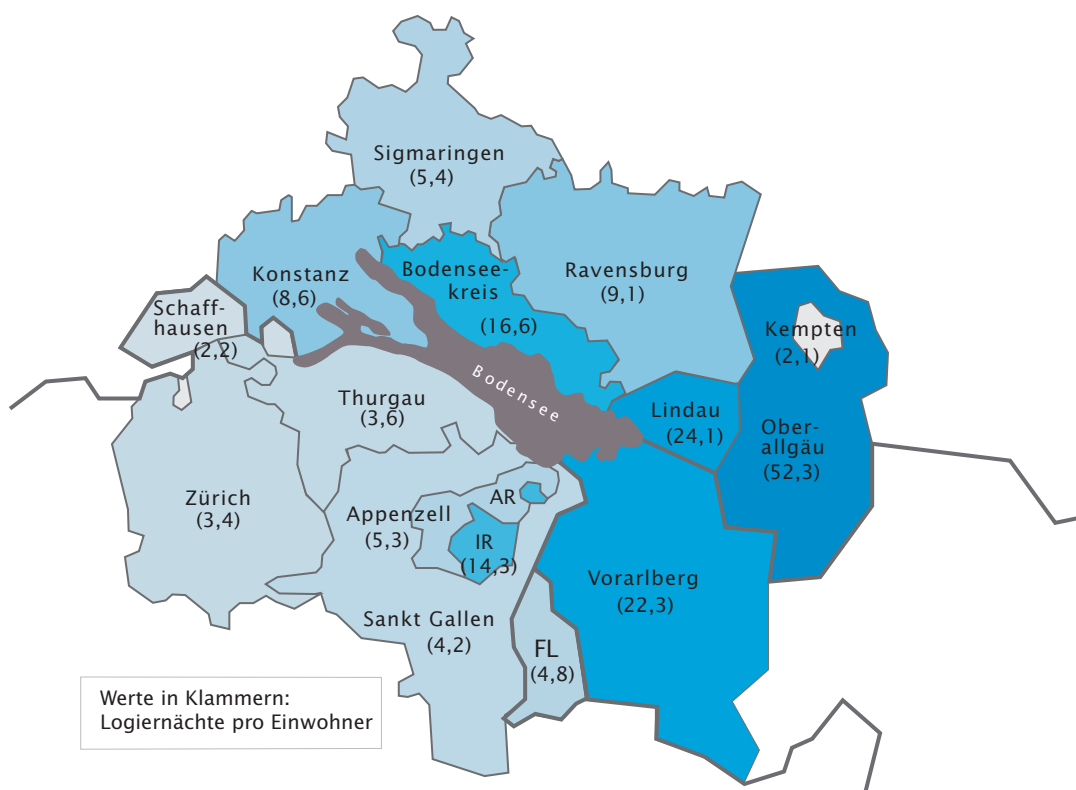 Sigmaringen
(5,4)
Konstanz
(8,6)
Bodensee-
kreis
(16,6)
Ravensburg
(9,1)
Schaff-
hausen
(2,2)
Kempten
(2,1)
Thurgau
(3,6)
Bodensee
Lindau
(24,1)
Ober-
allgäu
(52,3)
Zürich
(3,4)
AR
Appenzell
(5,3)
IR
(14,3)
Vorarlberg
(22,3)
Sankt Gallen
(4,2)
FL
(4,8)
Werte in Klammern:
Logiernächte pro Einwohner